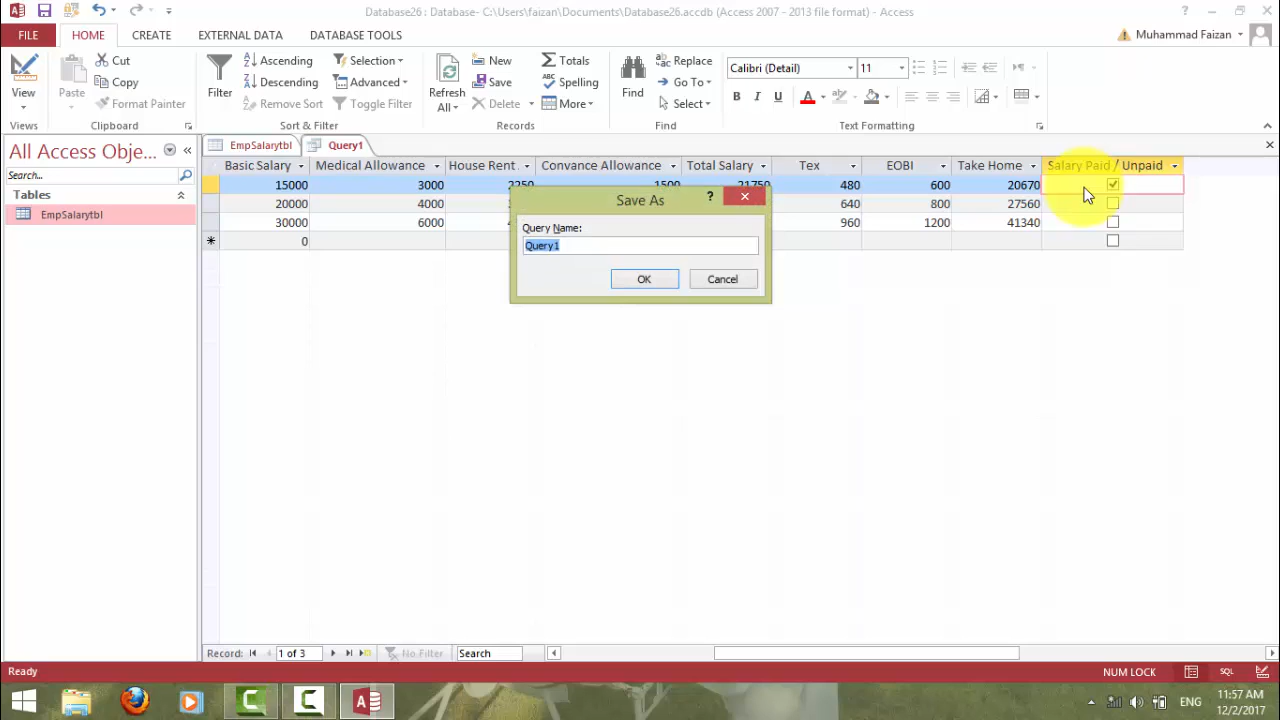 Database26 : Database- C:\Users\faizan\Documents\Database26.accdb (Access 2007 - 2013 file format) - Access
FILE HOME CREATE EXTERNAL DATA DATABASE TOOLS Muhammad Faizan
View
Views
Paste
Cut
Copy
Format Painter
Clipboard
Filter
Ascending
Descending
Remove Sort
Selection
Advanced
Toggle Filter
Sort & Filter
Refresh
All
New
Save
Delete
Totals
Spelling
More
Records
Find
Replace
Go To
Select
Find
Calibri (Detail) 11
B I U A
Text Formatting
All Access Obje...
Search...
Tables
EmpSalarytbl
EmpSalarytbl Query1
Basic Salary Medical Allowance House Rent Convance Allowance Total Salary Tex EOBI Take Home Salary Paid / Unpaid
15000 3000 2250 1500 21750 480 600 20670
20000 4000 640 800 27560
30000 6000 960 1200 41340
0
Save As
Query Name:
Query1
OK Cancel
Record: 1 of 3 No Filter Search
Ready NUM LOCK SQL
ENG 11:57 AM
12/2/2017